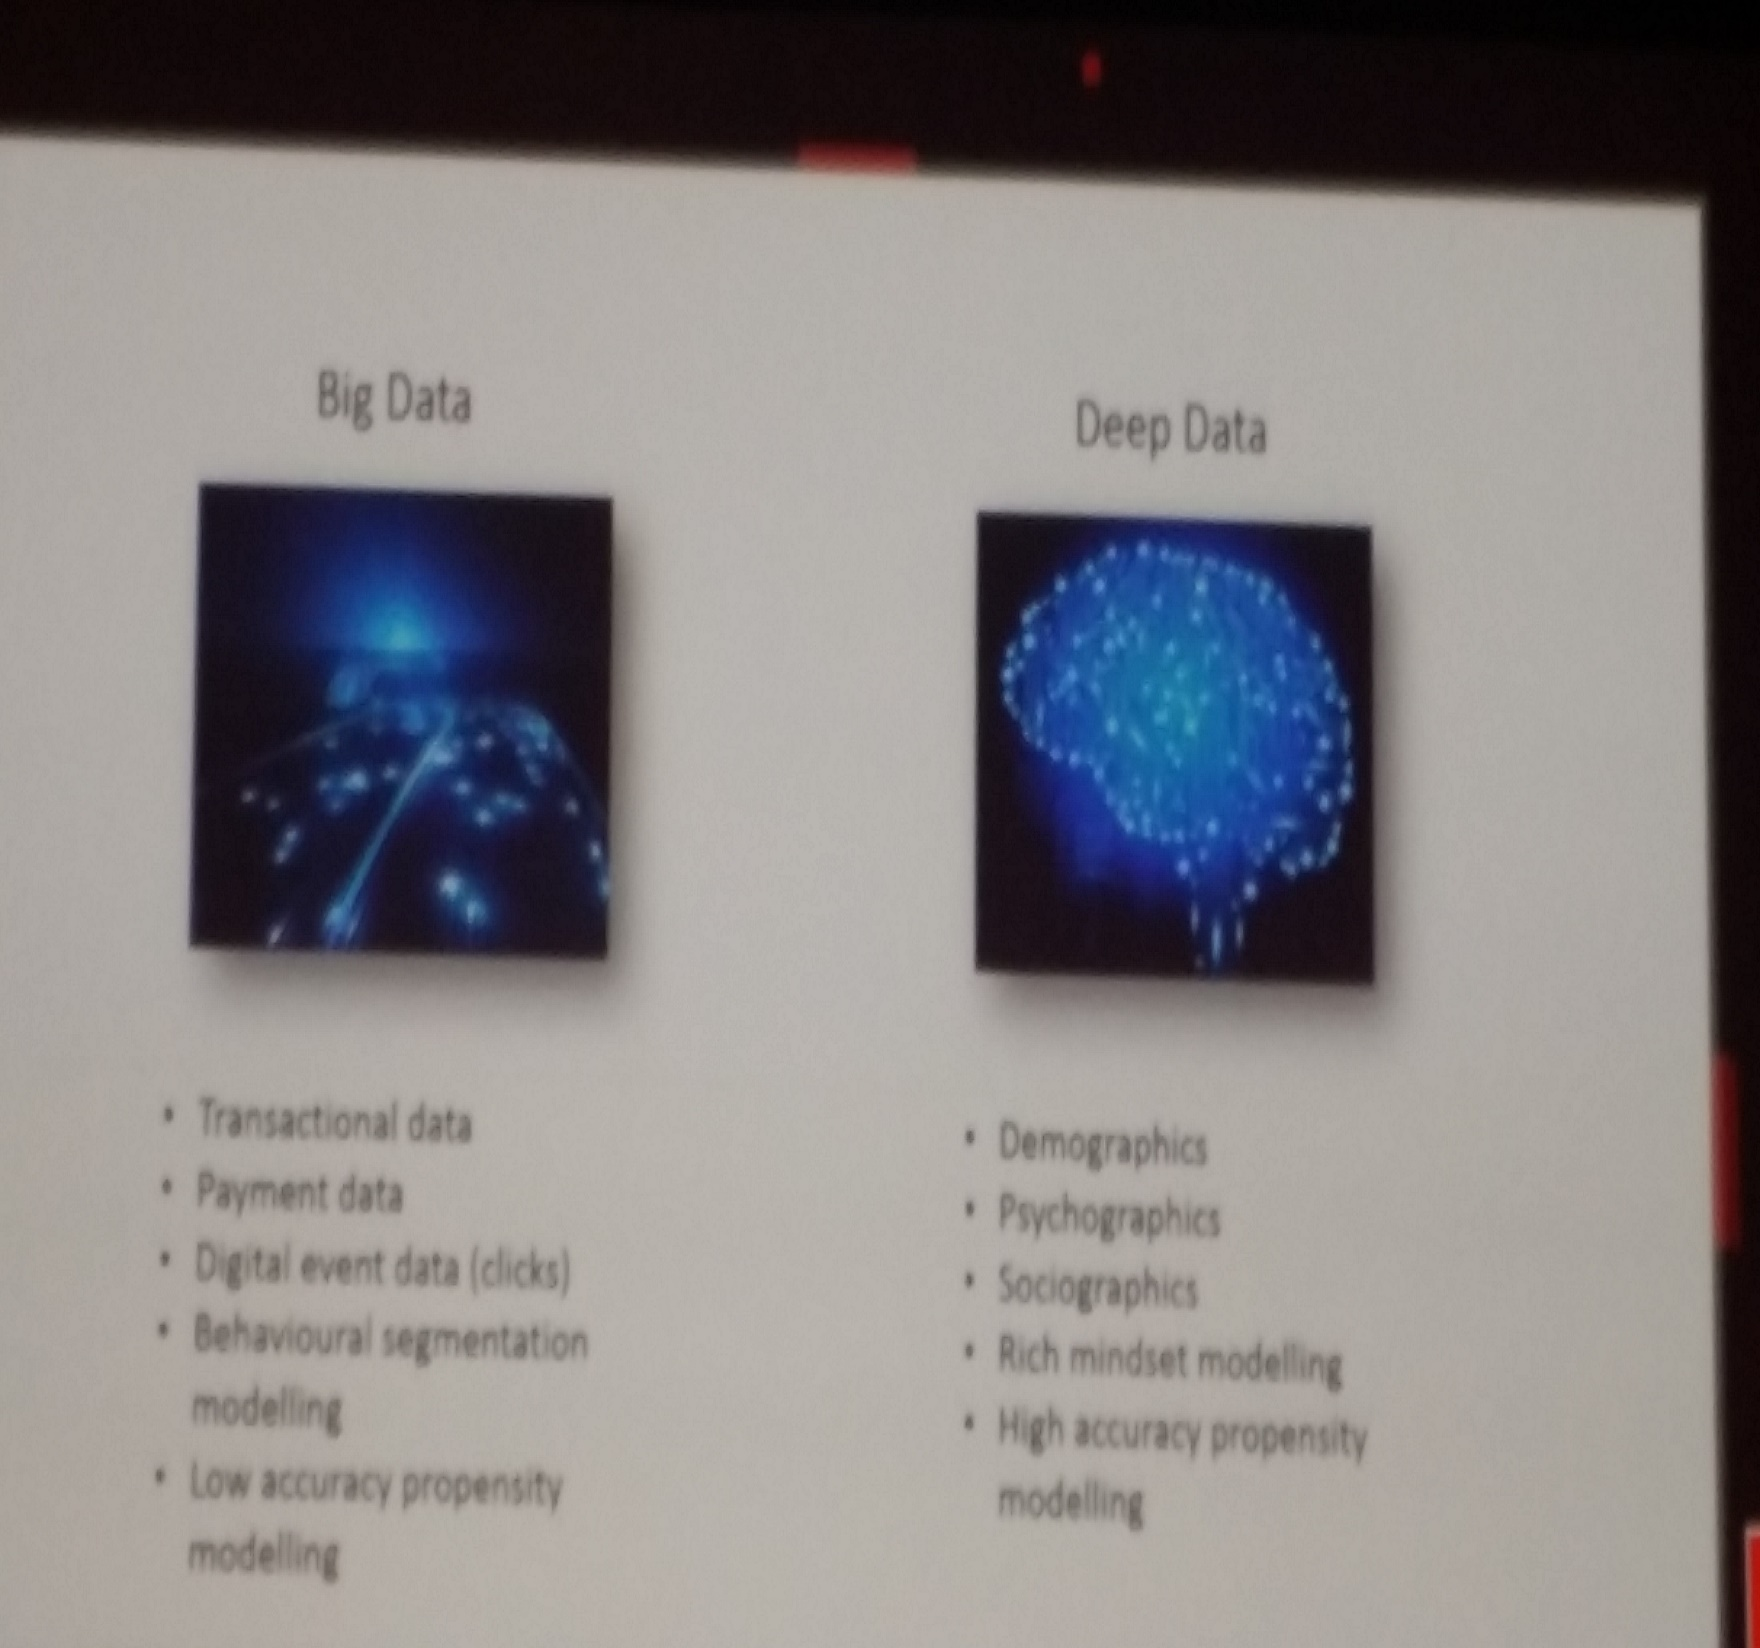 Big Data
Deep Data
• Transactional data
• Payment data
• Digital event data (clicks)
• Behavioural segmentation
modelling
• Low accuracy propensity
modelling
• Demographics
• Psychographics
• Sociographics
• Rich mindset modelling
• High accuracy propensity
modelling